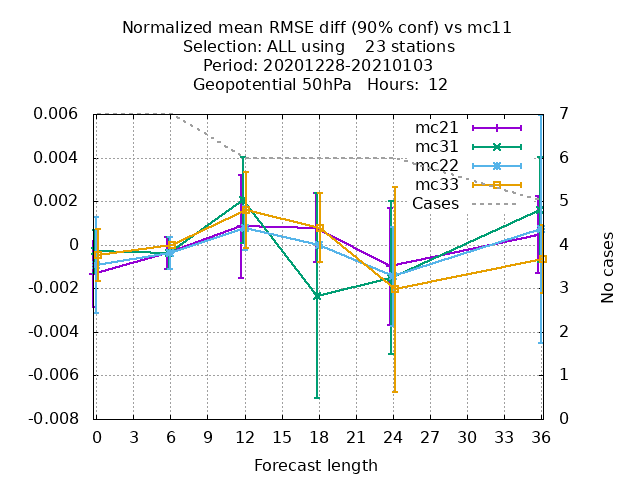 Normalized mean RMSE diff (90% conf) vs mc11
Selection: ALL using    23 stations
Period: 20201228-20210103
Geopotential 50hPa   Hours:  12
0.006
0.004
0.002
0
-0.002
-0.004
-0.006
-0.008
7
6
5
4
3
2
1
0
mc21
mc31
mc22
mc33
Cases
No cases
0 3 6 9 12 15 18 21 24 27 30 33 36
Forecast length